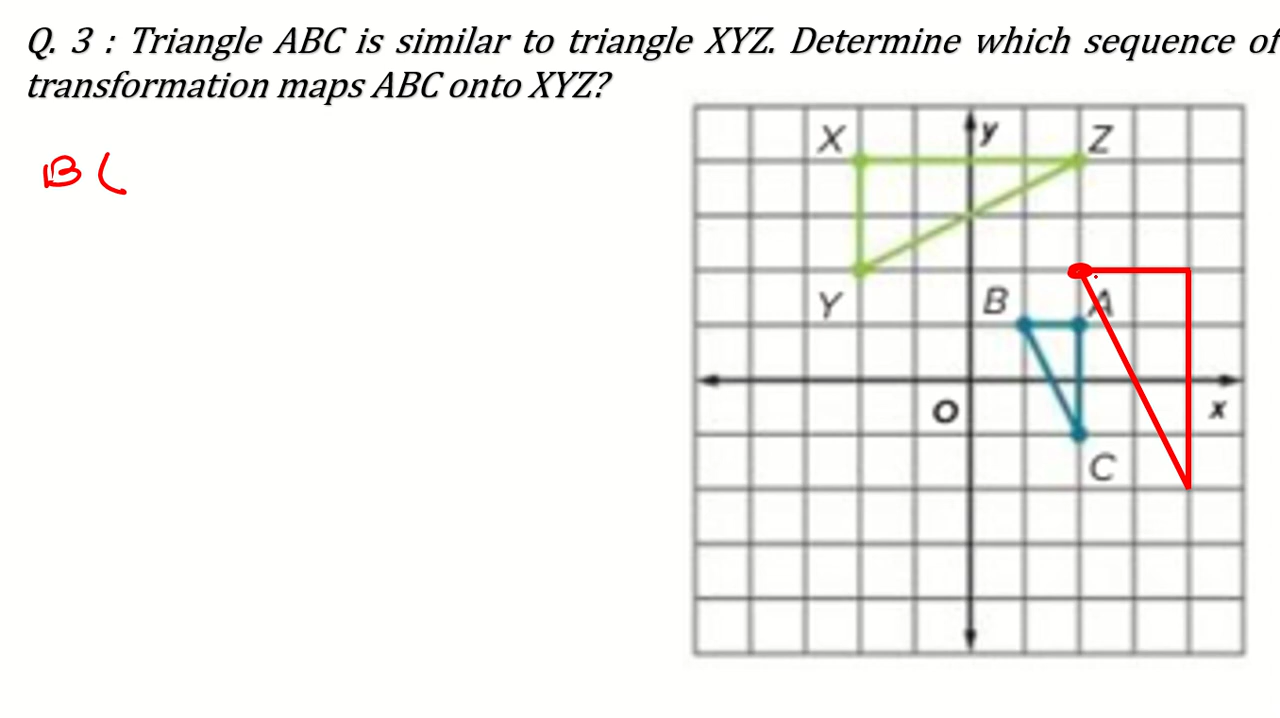 Q. 3 : Triangle ABC is similar to triangle XYZ. Determine which sequence of
transformation maps ABC onto XYZ?
X y Z
B (
Y B A
O x
C